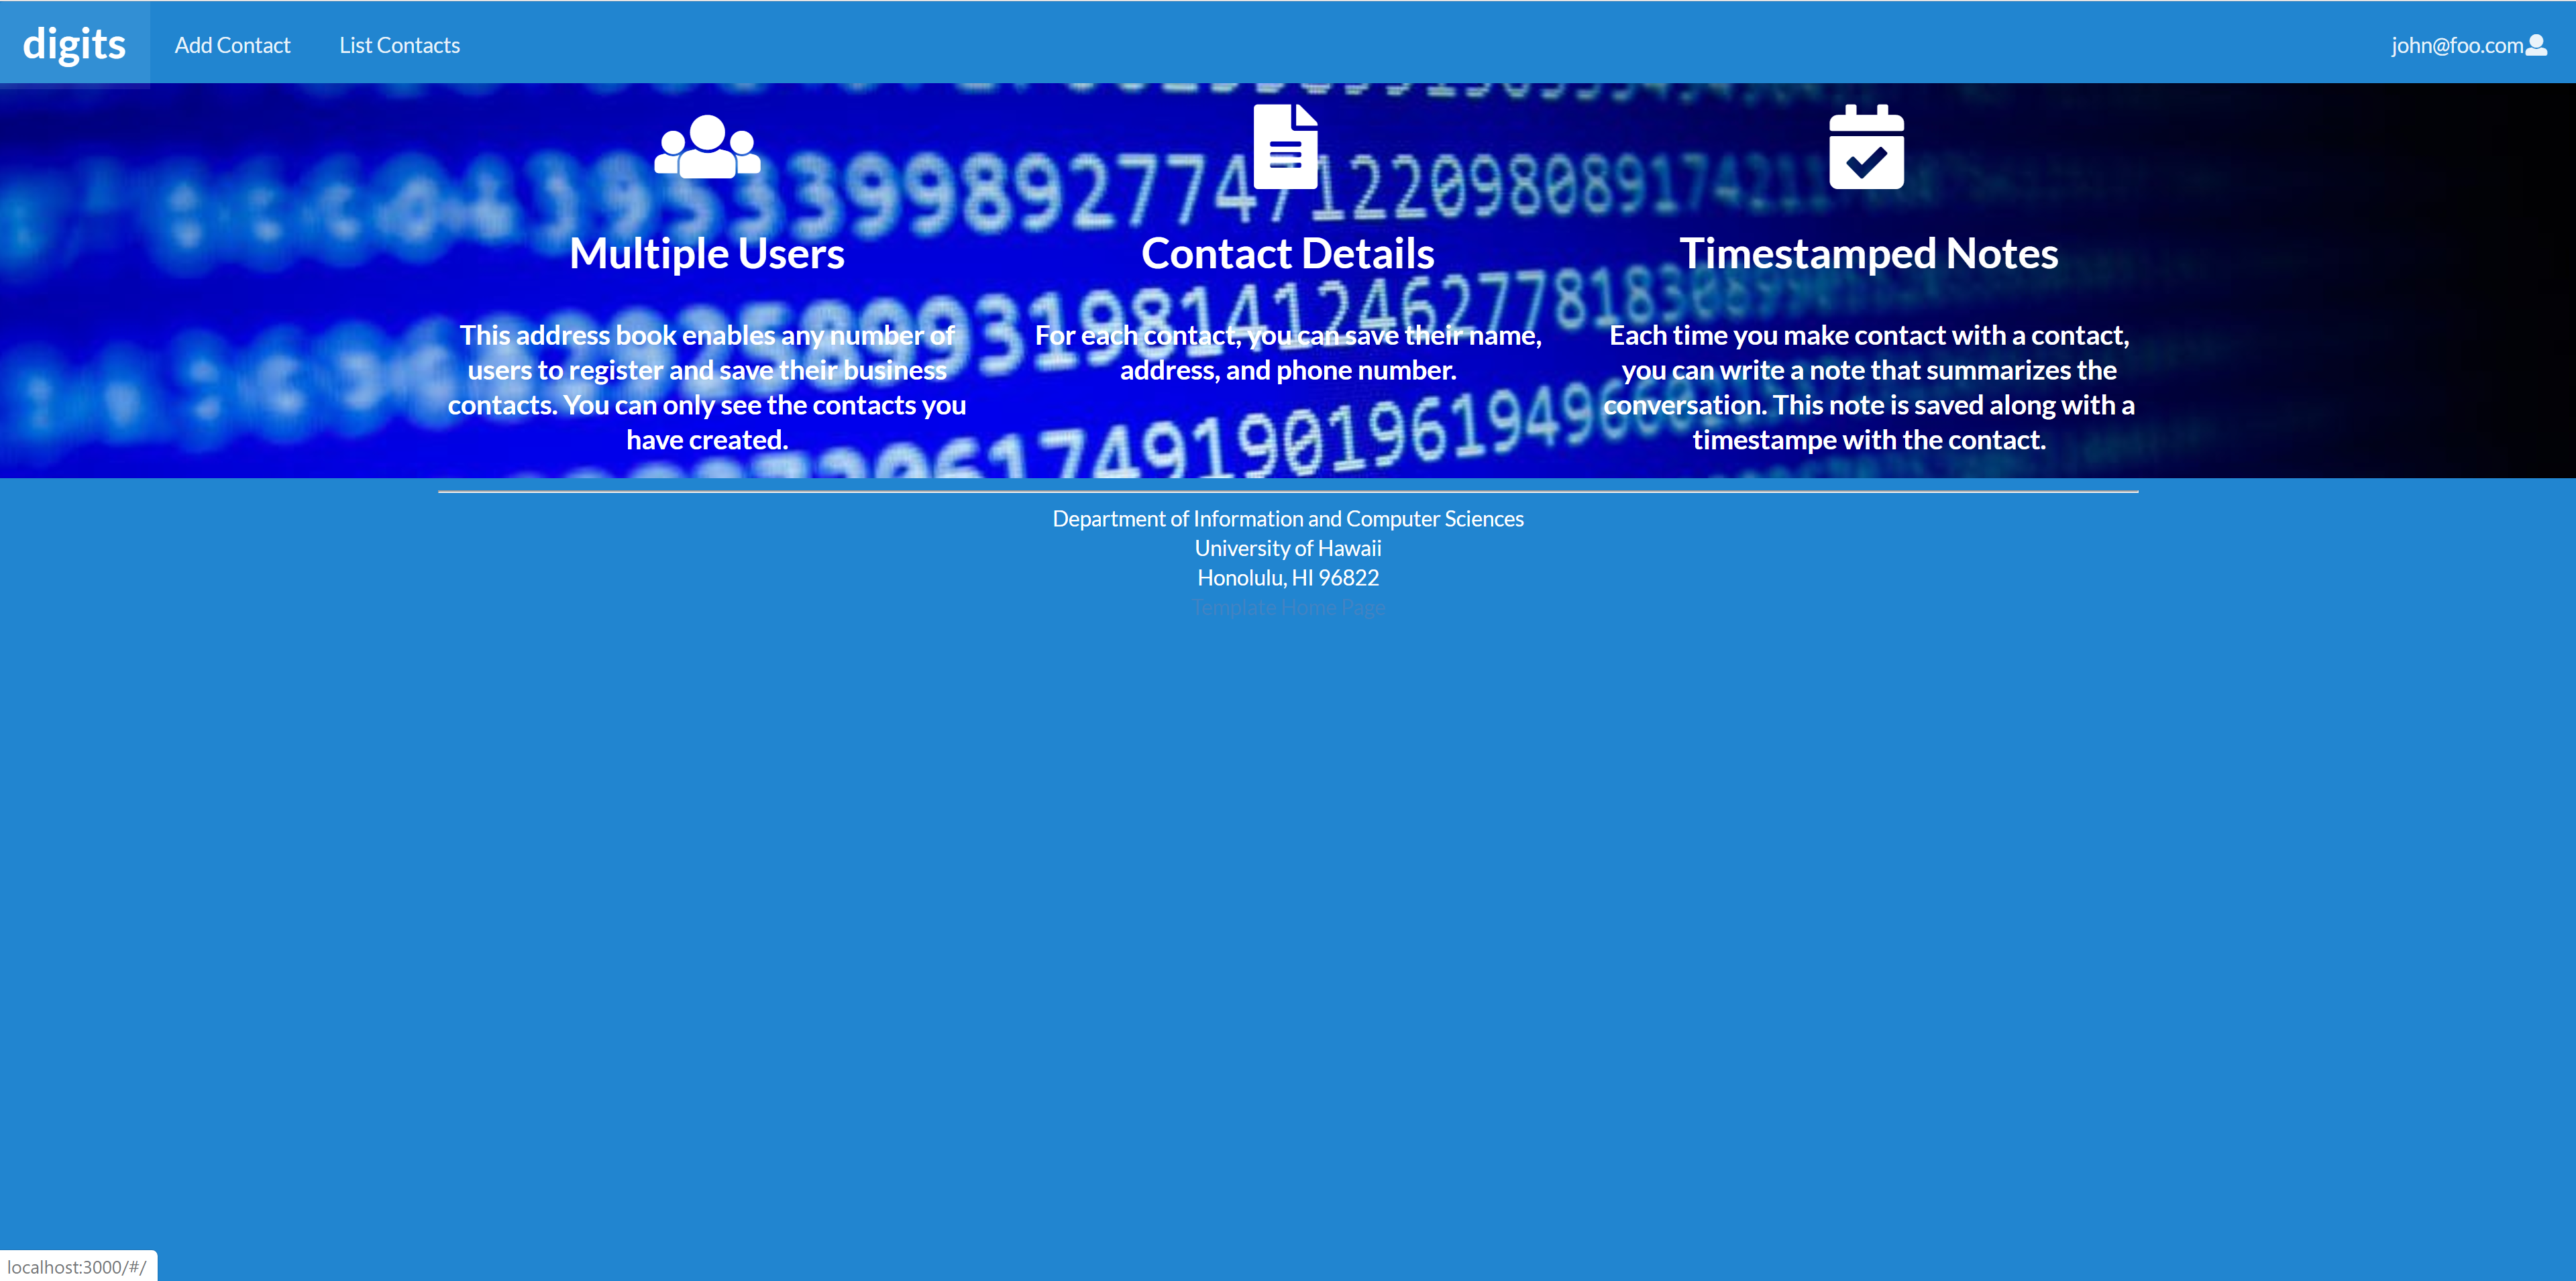 digits Add Contact List Contacts john@foo.com
39989277471220980891742
Multiple Users Contact Details Timestamped Notes
993198141246277818308
This address book enables any number of
users to register and save their business
contacts. You can only see the contacts you
have created.
For each contact, you can save their name,
address, and phone number.
Each time you make contact with a contact,
you can write a note that summarizes the
conversation. This note is saved along with a
timestampe with the contact.
061749190196194966
Department of Information and Computer Sciences
University of Hawaii
Honolulu, HI 96822
Template Home Page
localhost:3000/#/